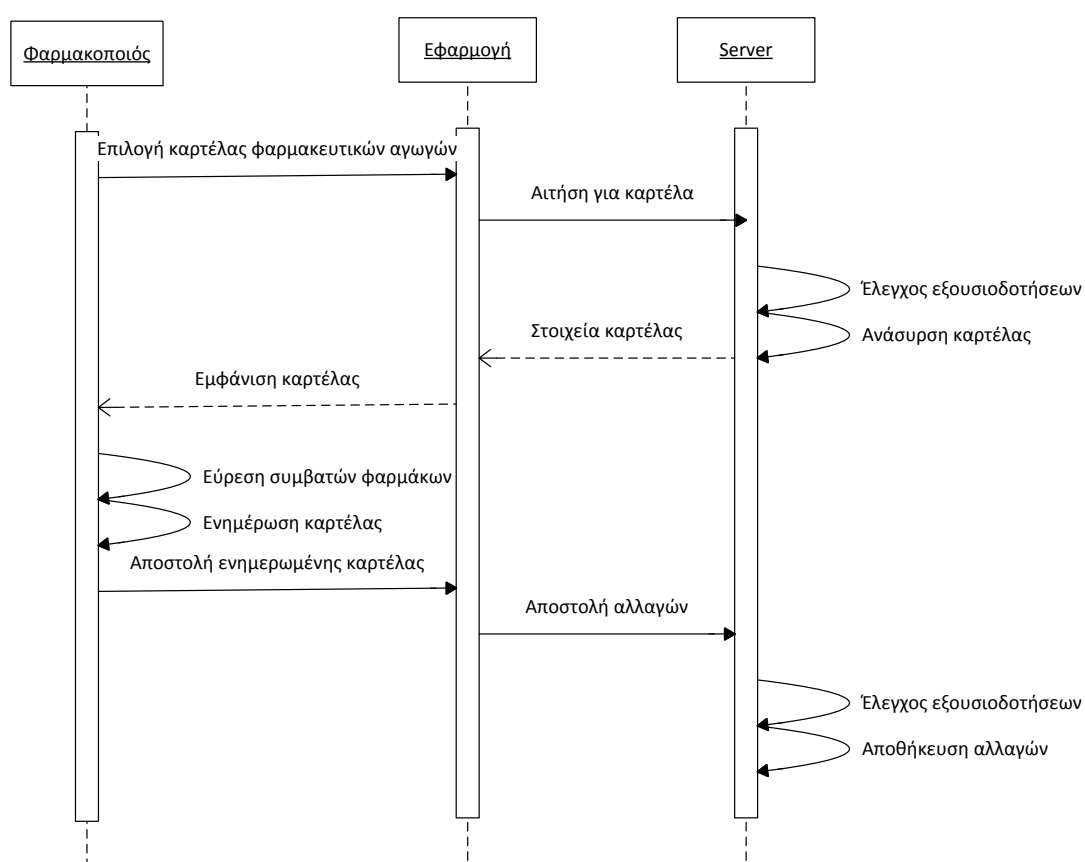 Φαρμακοποιός
Εφαρμογή
Server
Επιλογή καρτέλας φαρμακευτικών αγωγών
Αιτήση για καρτέλα
Έλεγχος εξουσιοδοτήσεων
Στοιχεία καρτέλας
Ανάσυρση καρτέλας
Εμφάνιση καρτέλας
Εύρεση συμβατών φαρμάκων
Ενημέρωση καρτέλας
Αποστολή ενημερωμένης καρτέλας
Αποστολή αλλαγών
Έλεγχος εξουσιοδοτήσεων
Αποθήκευση αλλαγών